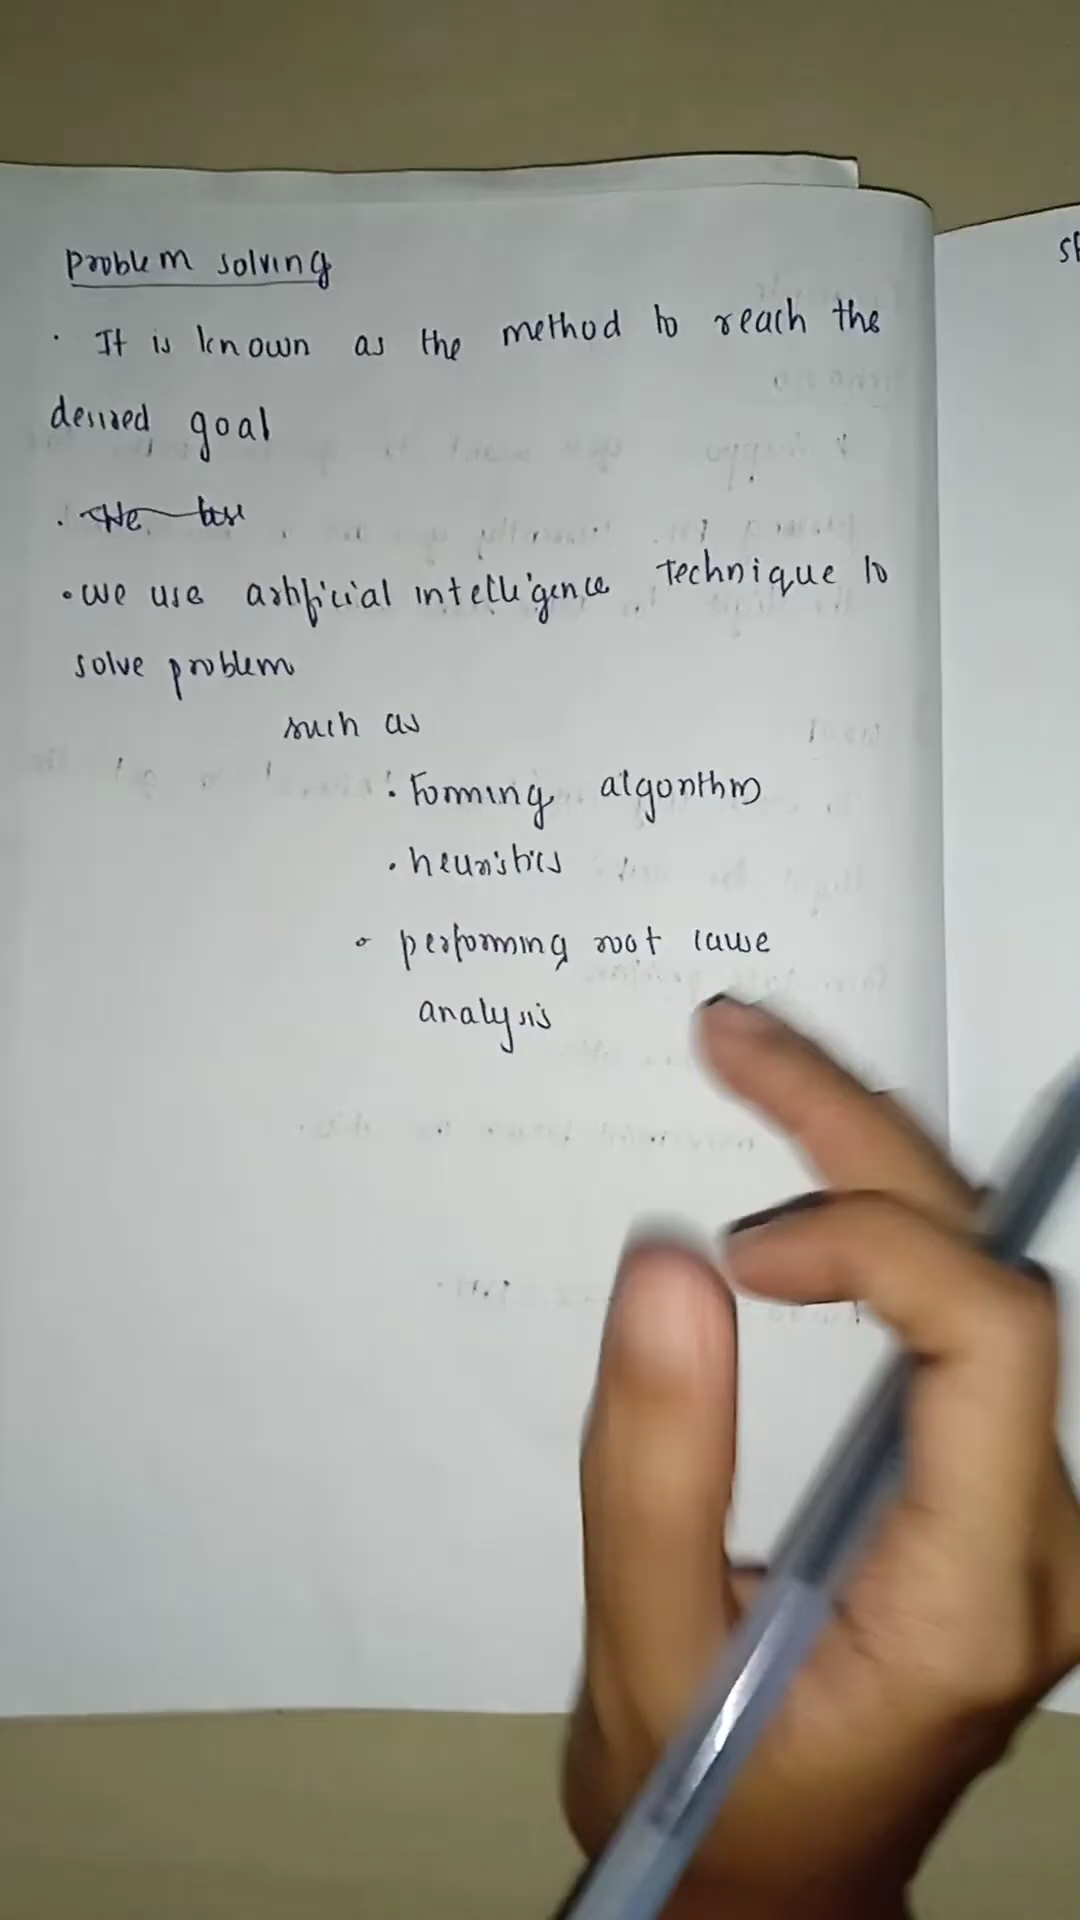 Problem solving
· It is known as the method to reach the
desired goal
· we use artificial intelligence Technique to
solve problem
such as
· Forming algorithm
· heuristics
· performing root cause
analysis